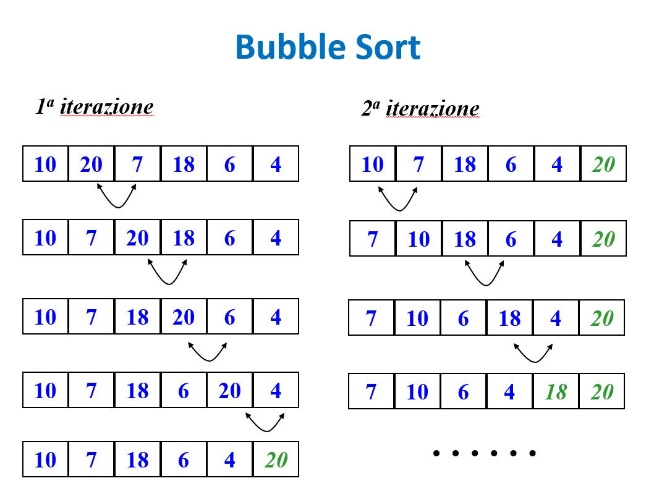 Bubble Sort
1ª iterazione
10 20 7 18 6 4
10 7 20 18 6 4
10 7 18 20 6 4
10 7 18 6 20 4
10 7 18 6 4 20
2ª iterazione
10 7 18 6 4 20
7 10 18 6 4 20
7 10 6 18 4 20
7 10 6 4 18 20
. . . . . .